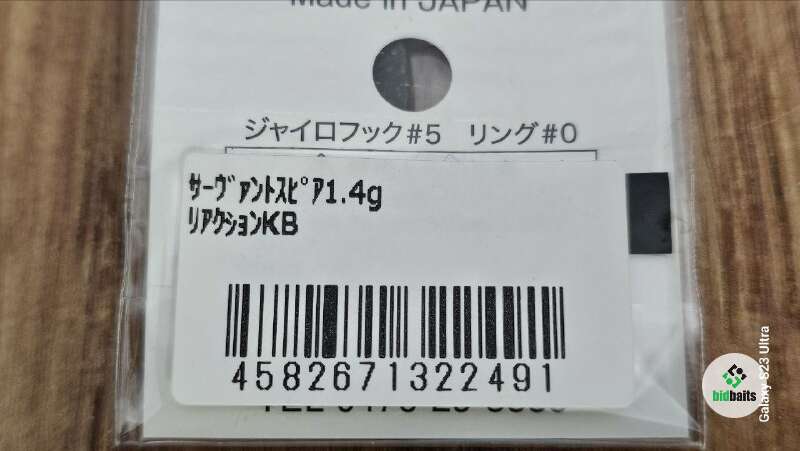 Made in JAPAN
ジャイロフック#5 リング#0
ｻｰｳﾞｧﾝﾄｽﾋﾟｱ1.4g
ﾘｱｸｼｮﾝKB
4582671322491
bidbaits
Galaxy S23 Ultra